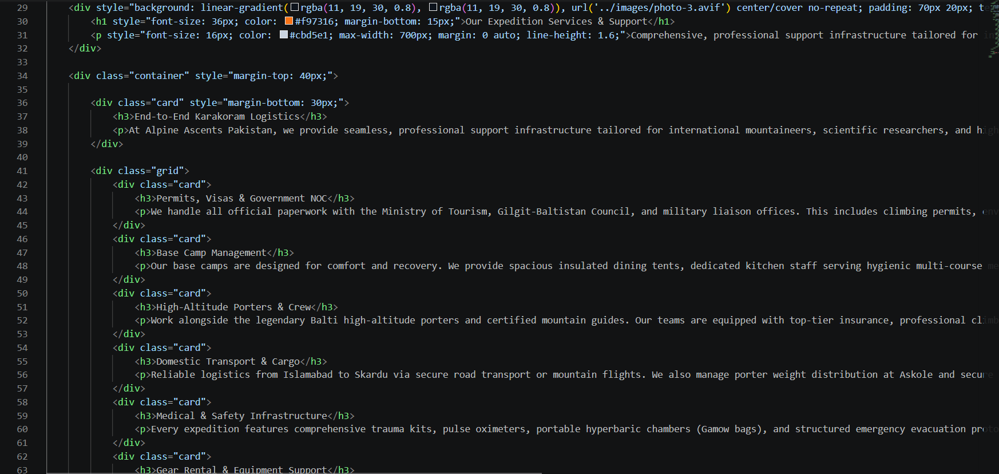 29 <div style="background: linear-gradient(rgba(11, 19, 30, 0.8), rgba(11, 19, 30, 0.8)), url('../images/photo-3.avif') center/cover no-repeat; padding: 70px 20px;
30 <h1 style="font-size: 36px; color: #f97316; margin-bottom: 15px;">Our Expedition Services & Support</h1>
31 <p style="font-size: 16px; color: #cbd5e1; max-width: 700px; margin: 0 auto; line-height: 1.6;">Comprehensive, professional support infrastructure tailored for
32 </div>
33
34 <div class="container" style="margin-top: 40px;">
35
36 <div class="card" style="margin-bottom: 30px;">
37 <h3>End-to-End Karakoram Logistics</h3>
38 <p>At Alpine Ascents Pakistan, we provide seamless, professional support infrastructure tailored for international mountaineers, scientific researchers, and high
39 </div>
40
41 <div class="grid">
42 <div class="card">
43 <h3>Permits, Visas & Government NOC</h3>
44 <p>We handle all official paperwork with the Ministry of Tourism, Gilgit-Baltistan Council, and military liaison offices. This includes climbing permits, env
45 </div>
46 <div class="card">
47 <h3>Base Camp Management</h3>
48 <p>Our base camps are designed for comfort and recovery. We provide spacious insulated dining tents, dedicated kitchen staff serving hygienic multi-course me
49 </div>
50 <div class="card">
51 <h3>High-Altitude Porters & Crew</h3>
52 <p>Work alongside the legendary Balti high-altitude porters and certified mountain guides. Our teams are equipped with top-tier insurance, professional climb
53 </div>
54 <div class="card">
55 <h3>Domestic Transport & Cargo</h3>
56 <p>Reliable logistics from Islamabad to Skardu via secure road transport or mountain flights. We also manage porter weight distribution at Askole and secure
57 </div>
58 <div class="card">
59 <h3>Medical & Safety Infrastructure</h3>
60 <p>Every expedition features comprehensive trauma kits, pulse oximeters, portable hyperbaric chambers (Gamow bags), and structured emergency evacuation proto
61 </div>
62 <div class="card">
63 <h3>Gear Rental & Equipment Support</h3>